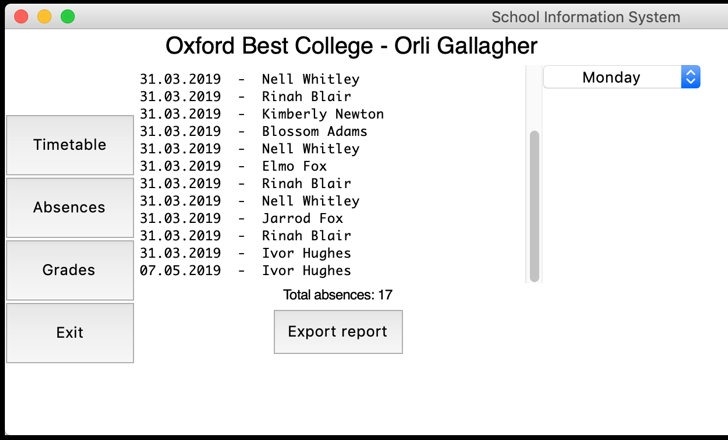 School Information System
Oxford Best College - Orli Gallagher
Monday
31.03.2019  -  Nell Whitley
31.03.2019  -  Rinah Blair
31.03.2019  -  Kimberly Newton
31.03.2019  -  Blossom Adams
31.03.2019  -  Nell Whitley
31.03.2019  -  Elmo Fox
31.03.2019  -  Rinah Blair
31.03.2019  -  Nell Whitley
31.03.2019  -  Jarrod Fox
31.03.2019  -  Rinah Blair
31.03.2019  -  Ivor Hughes
07.05.2019  -  Ivor Hughes
Timetable
Absences
Grades
Exit
Total absences: 17
Export report